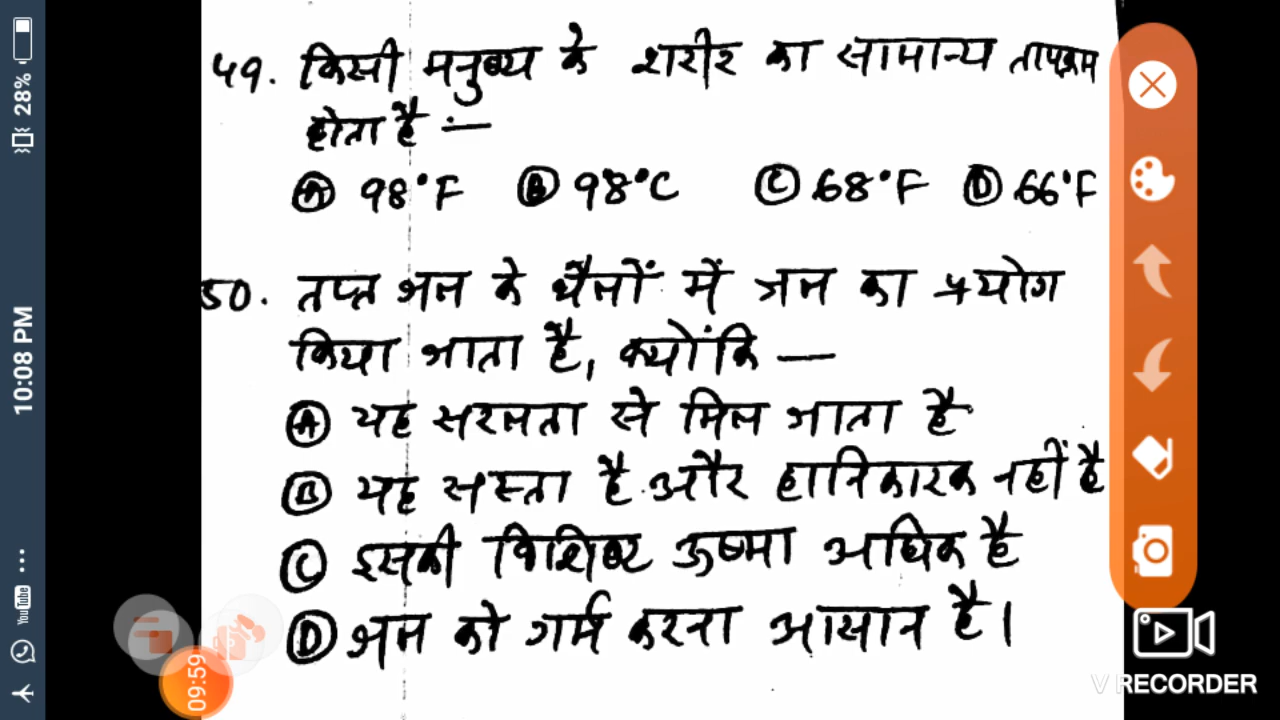 49. किसी मनुष्य के शरीर का सामान्य तापक्रम
होता है :—
Ⓐ 98°F Ⓑ 98°C Ⓒ 68°F Ⓓ 66°F
50. तप्त जल के थैलों में जल का प्रयोग
किया जाता है, क्योंकि —
Ⓐ यह सरलता से मिल जाता है
Ⓑ यह सस्ता है और हानिकारक नहीं है
Ⓒ इसकी विशिष्ट ऊष्मा अधिक है
Ⓓ जल को गर्म करना आसान है।
28%
10:08 PM
YouTube
09:59
V RECORDER